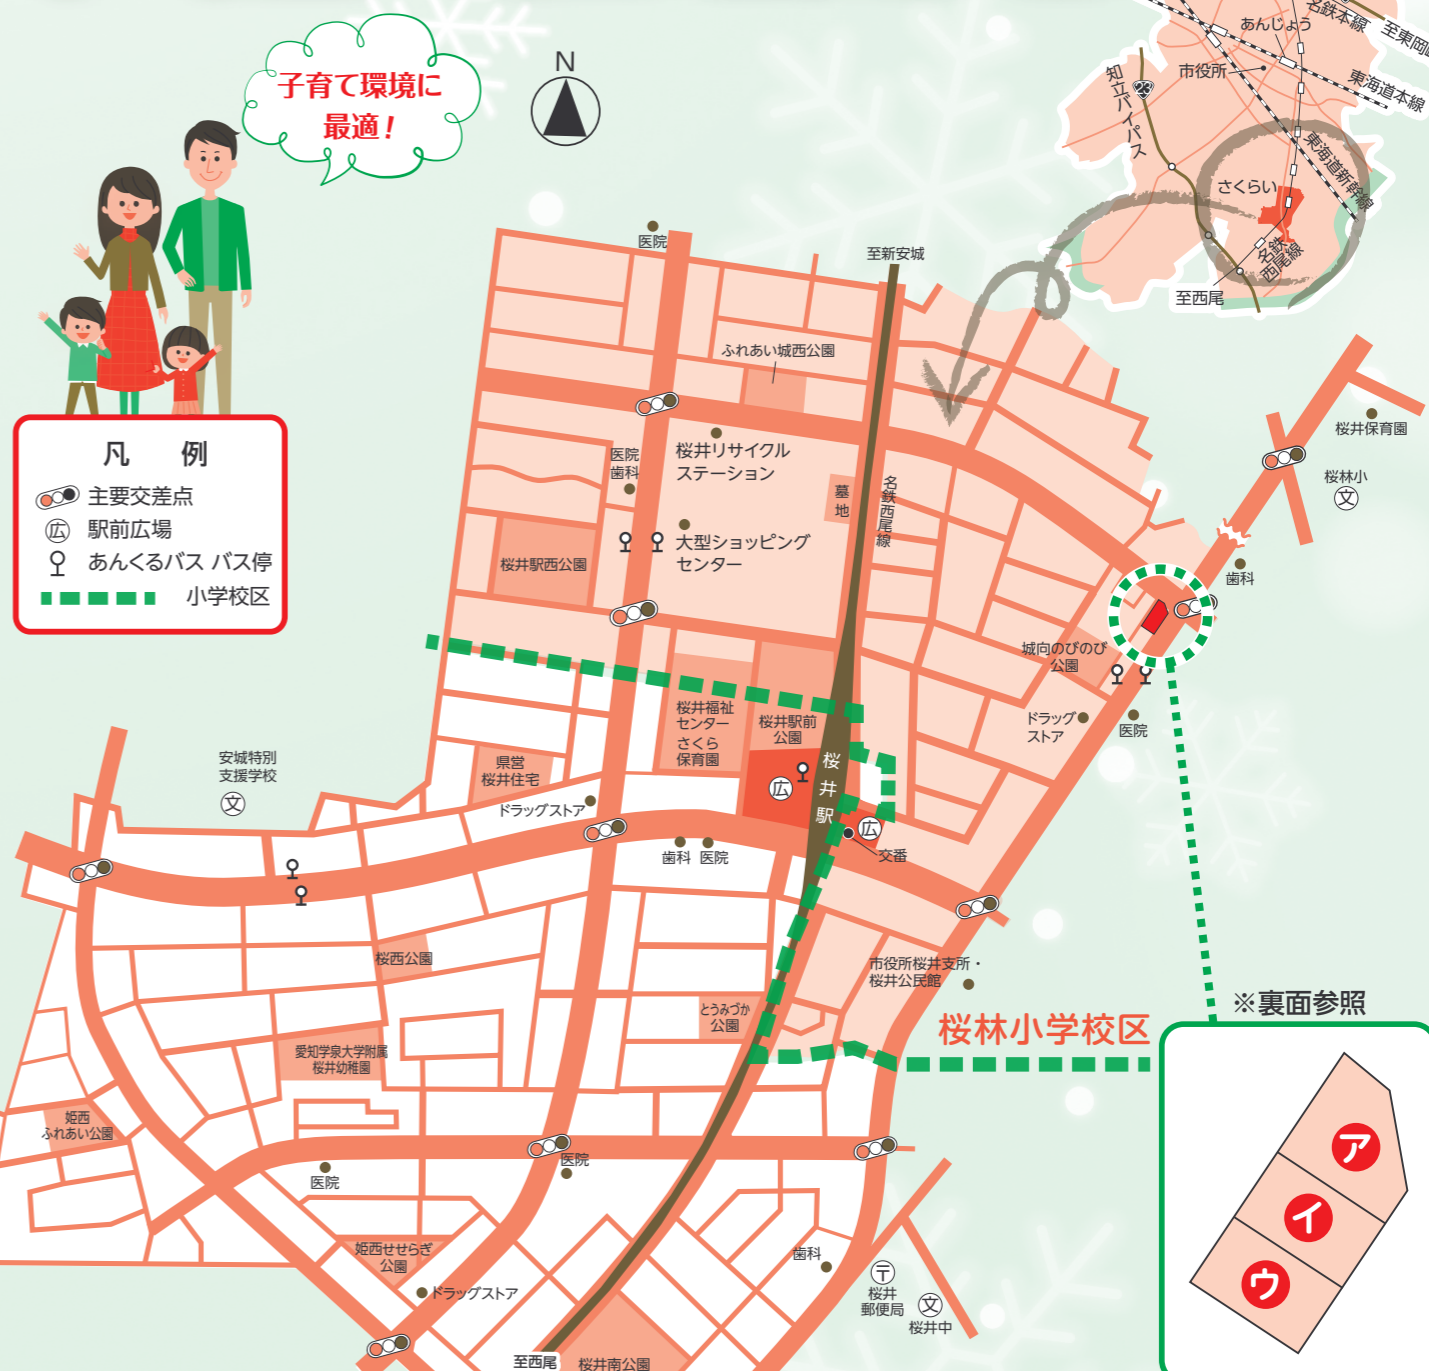 子育て環境に
最適！
N
凡　例
主要交差点
広 駅前広場
あんくるバス バス停
小学校区
名鉄本線
至東岡
あんじょう
市役所
東海道本線
知立バイパス
23
東海道新幹線
さくらい
名鉄
西尾線
至西尾
医院
至新安城
ふれあい城西公園
桜井リサイクル
ステーション
医院
歯科
墓地
名鉄西尾線
大型ショッピング
センター
桜井駅西公園
桜井保育園
桜林小
文
歯科
城向のびのび
公園
ドラッグ
ストア
医院
桜井福祉
センター
さくら
保育園
桜井駅前
公園
桜井駅
広
広
交番
県営
桜井住宅
ドラッグストア
安城特別
支援学校
文
歯科
医院
桜西公園
市役所桜井支所・
桜井公民館
とうみづか
公園
桜林小学校区
※裏面参照
愛知学泉大学附属
桜井幼稚園
姫西
ふれあい公園
医院
医院
姫西せせらぎ
公園
ドラッグストア
歯科
〒
桜井
郵便局
文
桜井中
至西尾
桜井南公園
ア
イ
ウ